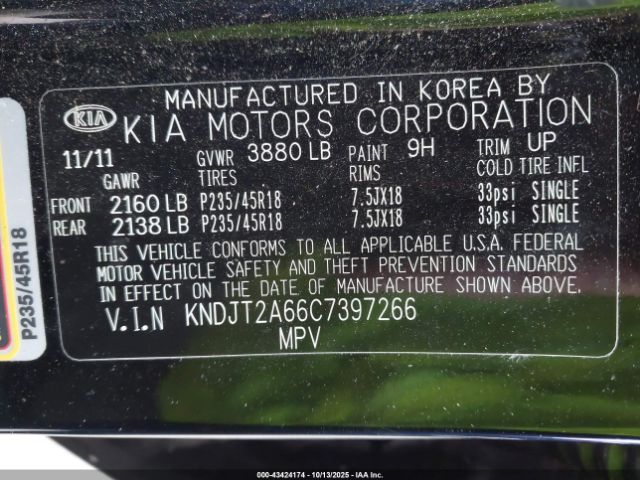 MANUFACTURED IN KOREA BY
KIA KIA MOTORS CORPORATION
11/11 GVWR 3880 LB PAINT 9H TRIM UP
GAWR TIRES RIMS COLD TIRE INFL
FRONT 2160 LB P235/45R18 7.5JX18 33psi SINGLE
REAR 2138 LB P235/45R18 7.5JX18 33psi SINGLE
THIS VEHICLE CONFORMS TO ALL APPLICABLE U.S.A. FEDERAL
MOTOR VEHICLE SAFETY AND THEFT PREVENTION STANDARDS
IN EFFECT ON THE DATE OF MANUFACTURE SHOWN ABOVE.
V.I.N KNDJT2A66C7397266
MPV
P235/45R18
000-43424174 | 10/13/2025 - IAA Inc.